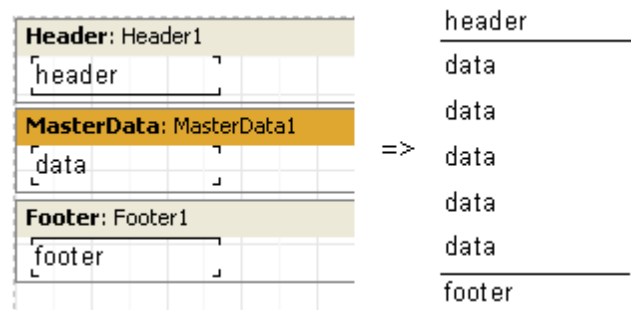 Header: Header1
header
MasterData: MasterData1
data
Footer: Footer1
footer
=>
header
data
data
data
data
data
footer